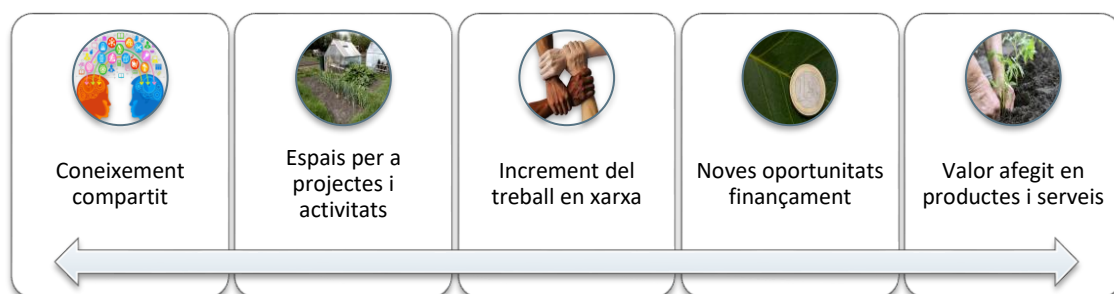 Coneixement
compartit
Espais per a
projectes i
activitats
Increment del
treball en xarxa
Noves oportunitats
finançament
Valor afegit en
productes i serveis